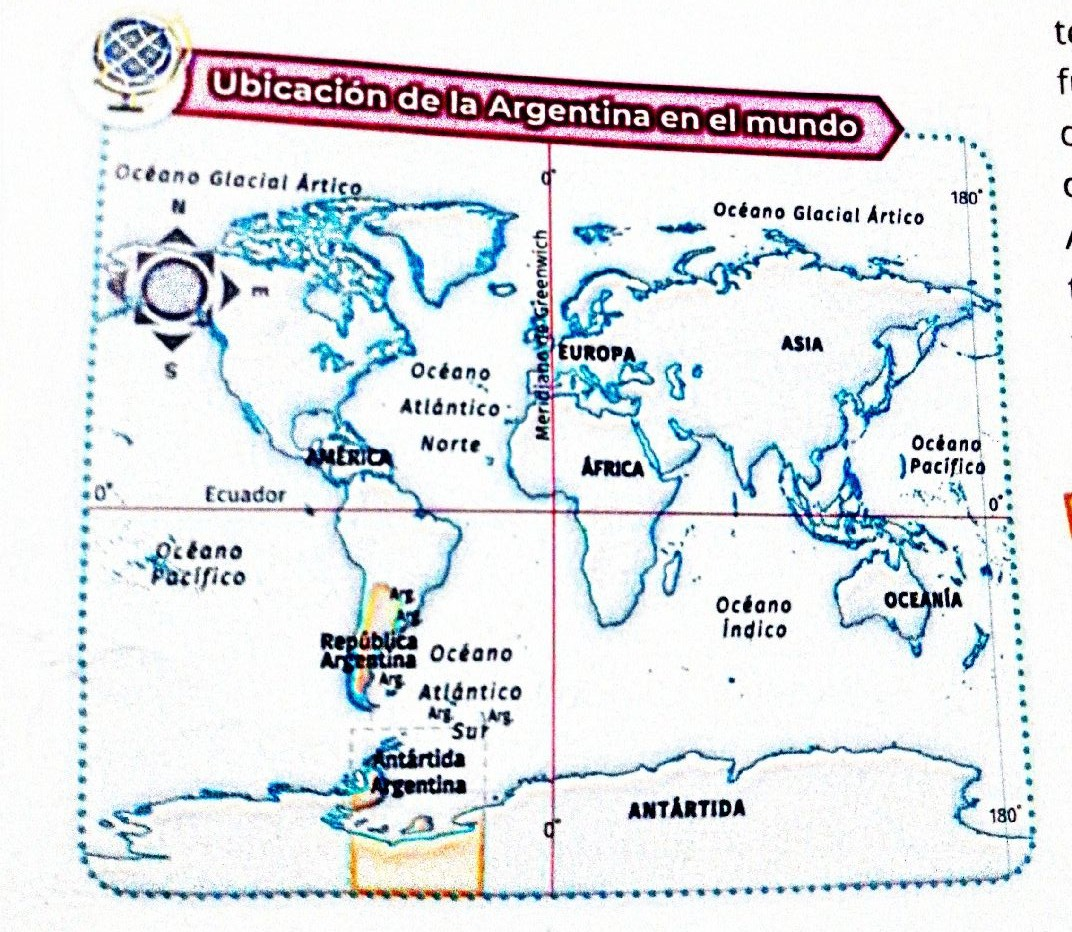 Ubicación de la Argentina en el mundo
Océano Glacial Ártico
0°
180°
Océano Glacial Ártico
N
E
S
Meridiano de Greenwich
EUROPA
ASIA
Océano
Atlántico
Norte
AMÉRICA
ÁFRICA
Océano
Pacífico
0°
Ecuador
0°
Océano
Pacífico
Arg.
Arg.
República
Argentina
Arg.
Océano
Atlántico
Sur
Arg.
Arg.
Océano
Índico
OCEANÍA
Antártida
Argentina
ANTÁRTIDA
0°
180°